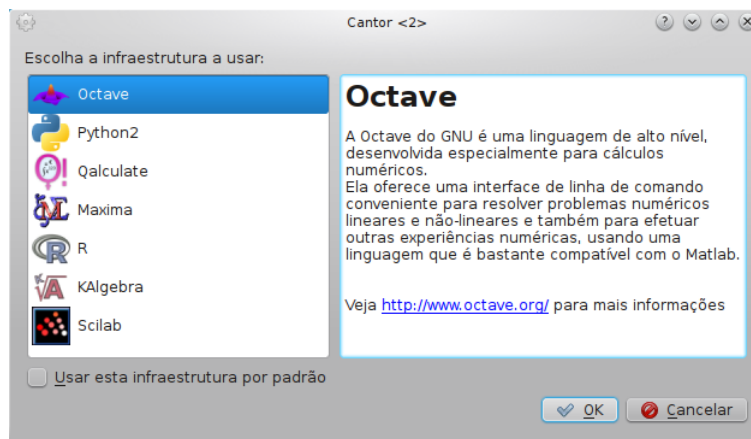 Cantor <2>
Escolha a infraestrutura a usar:
Octave
Python2
Qalculate
Maxima
R
KAlgebra
Scilab
Octave
A Octave do GNU é uma linguagem de alto nível,
desenvolvida especialmente para cálculos
numéricos.
Ela oferece uma interface de linha de comando
conveniente para resolver problemas numéricos
lineares e não-lineares e também para efetuar
outras experiências numéricas, usando uma
linguagem que é bastante compatível com o Matlab.
Veja http://www.octave.org/ para mais informações
Usar esta infraestrutura por padrão
OK
Cancelar